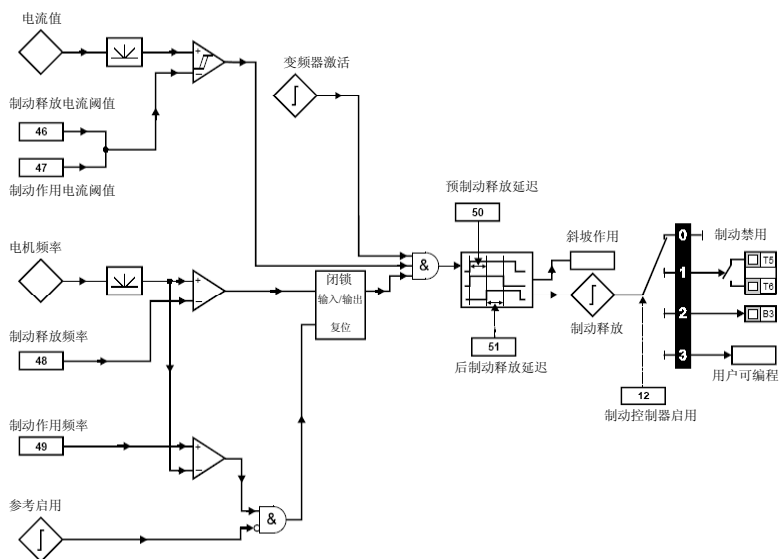 电流值
制动释放电流阈值
46
47
制动作用电流阈值
变频器激活
电机频率
制动释放频率
48
制动作用频率
49
参考启用
闭锁
输入/输出
复位
&
&
预制动释放延迟
50
51
后制动释放延迟
斜坡作用
制动释放
0
1
2
3
制动禁用
T5
T6
B3
用户可编程
12
制动控制器启用